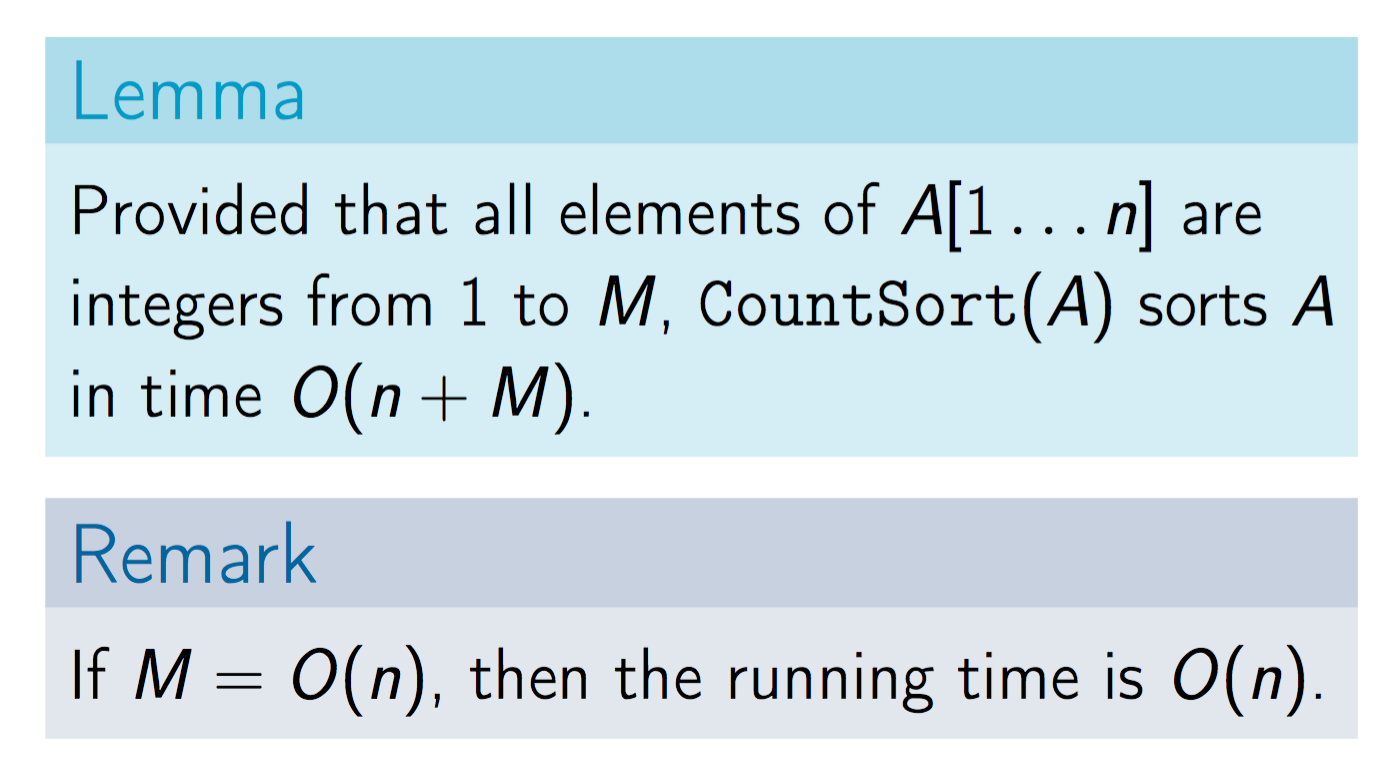 Lemma
Provided that all elements of A[1 . . . n] are
integers from 1 to M, CountSort(A) sorts A
in time O(n + M).
Remark
If M = O(n), then the running time is O(n).